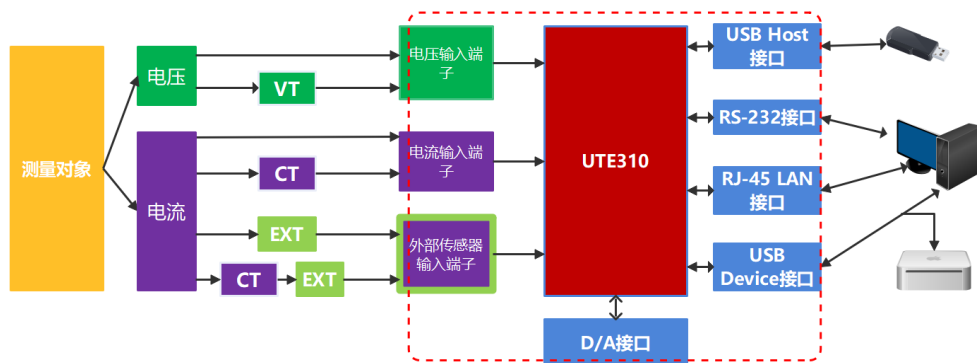 测量对象
电压
VT
电流
CT
EXT
CT
EXT
电压输入端
子
电流输入端
子
外部传感器
输入端子
UTE310
D/A接口
USB Host
接口
RS-232接口
RJ-45 LAN
接口
USB
Device接口